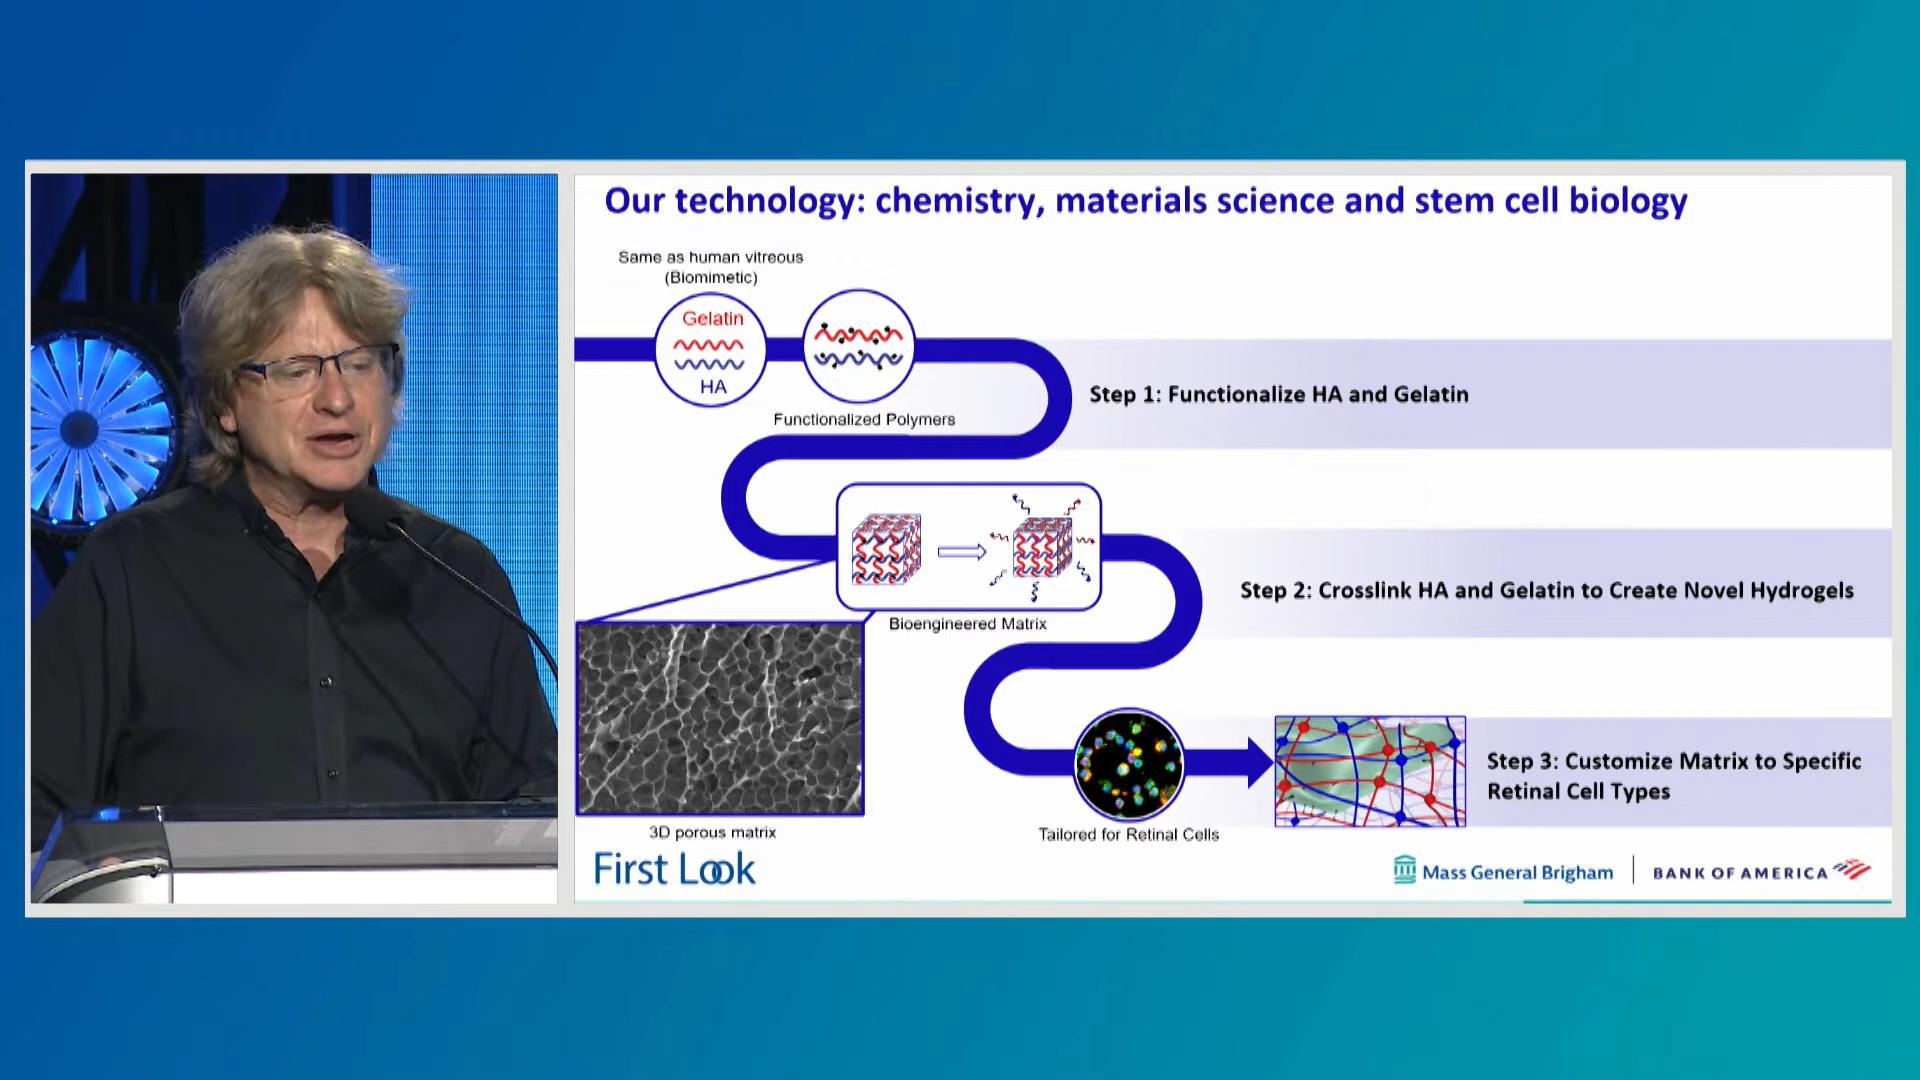 Our technology: chemistry, materials science and stem cell biology
Same as human vitreous
(Biomimetic)
Gelatin
HA
Functionalized Polymers
Step 1: Functionalize HA and Gelatin
Step 2: Crosslink HA and Gelatin to Create Novel Hydrogels
Bioengineered Matrix
Step 3: Customize Matrix to Specific
Retinal Cell Types
3D porous matrix
Tailored for Retinal Cells
First Look
Mass General Brigham
BANK OF AMERICA